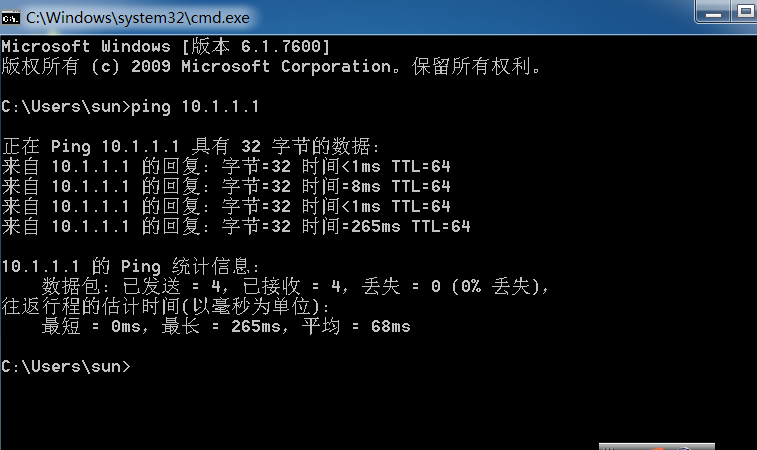 C:\Windows\system32\cmd.exe
Microsoft Windows [版本 6.1.7600]
版权所有 (c) 2009 Microsoft Corporation。保留所有权利。
C:\Users\sun>ping 10.1.1.1
正在 Ping 10.1.1.1 具有 32 字节的数据:
来自 10.1.1.1 的回复: 字节=32 时间<1ms TTL=64
来自 10.1.1.1 的回复: 字节=32 时间=8ms TTL=64
来自 10.1.1.1 的回复: 字节=32 时间<1ms TTL=64
来自 10.1.1.1 的回复: 字节=32 时间=265ms TTL=64
10.1.1.1 的 Ping 统计信息:
数据包: 已发送 = 4，已接收 = 4，丢失 = 0 (0% 丢失)，
往返行程的估计时间(以毫秒为单位):
最短 = 0ms，最长 = 265ms，平均 = 68ms
C:\Users\sun>